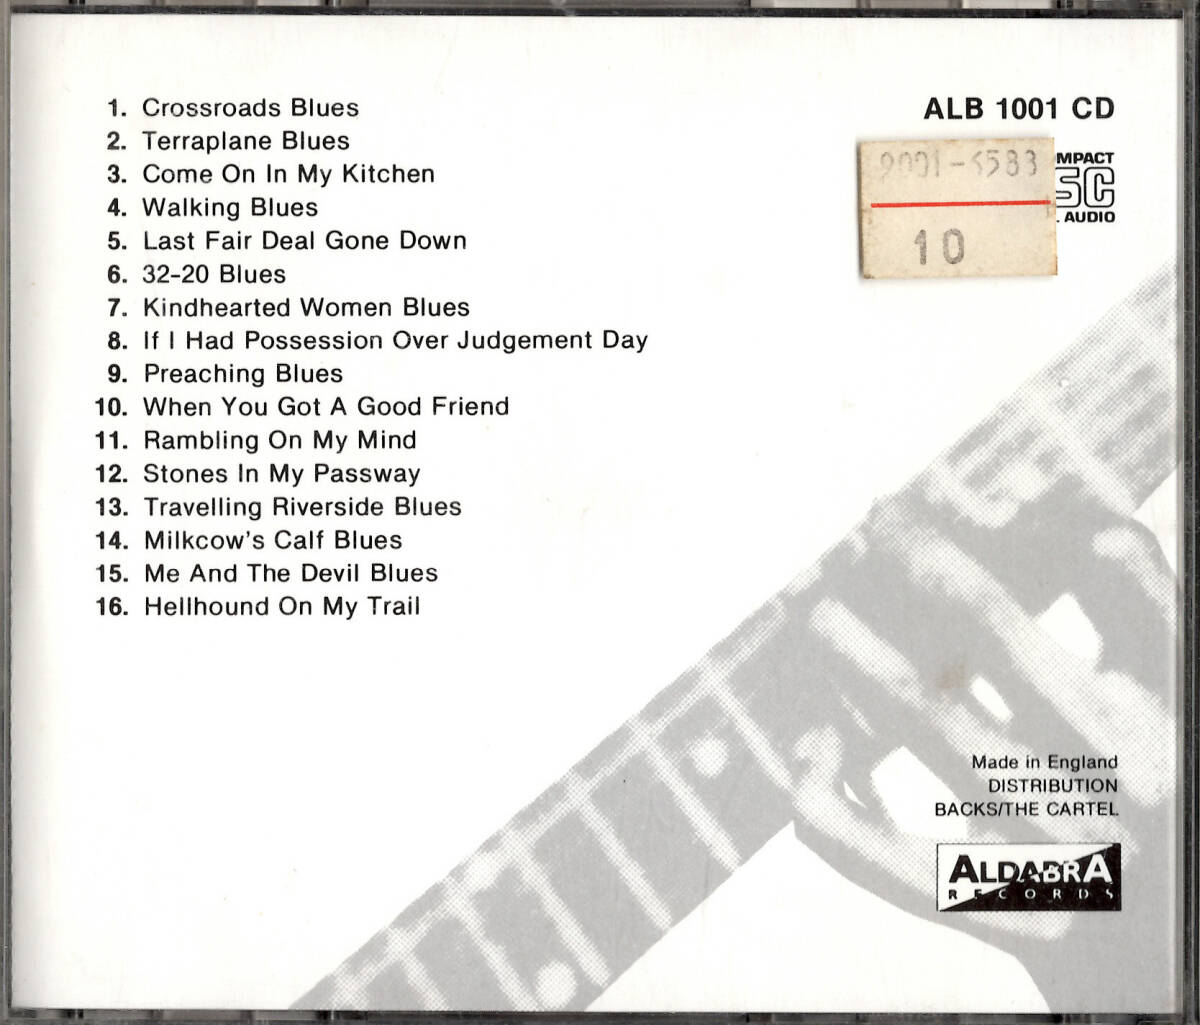 1. Crossroads Blues
2. Terraplane Blues
3. Come On In My Kitchen
4. Walking Blues
5. Last Fair Deal Gone Down
6. 32-20 Blues
7. Kindhearted Women Blues
8. If I Had Possession Over Judgement Day
9. Preaching Blues
10. When You Got A Good Friend
11. Rambling On My Mind
12. Stones In My Passway
13. Travelling Riverside Blues
14. Milkcow's Calf Blues
15. Me And The Devil Blues
16. Hellhound On My Trail
ALB 1001 CD
MPACT
SC
AUDIO
10
Made in England
DISTRIBUTION
BACKS/THE CARTEL
ALDABRA
RECORDS